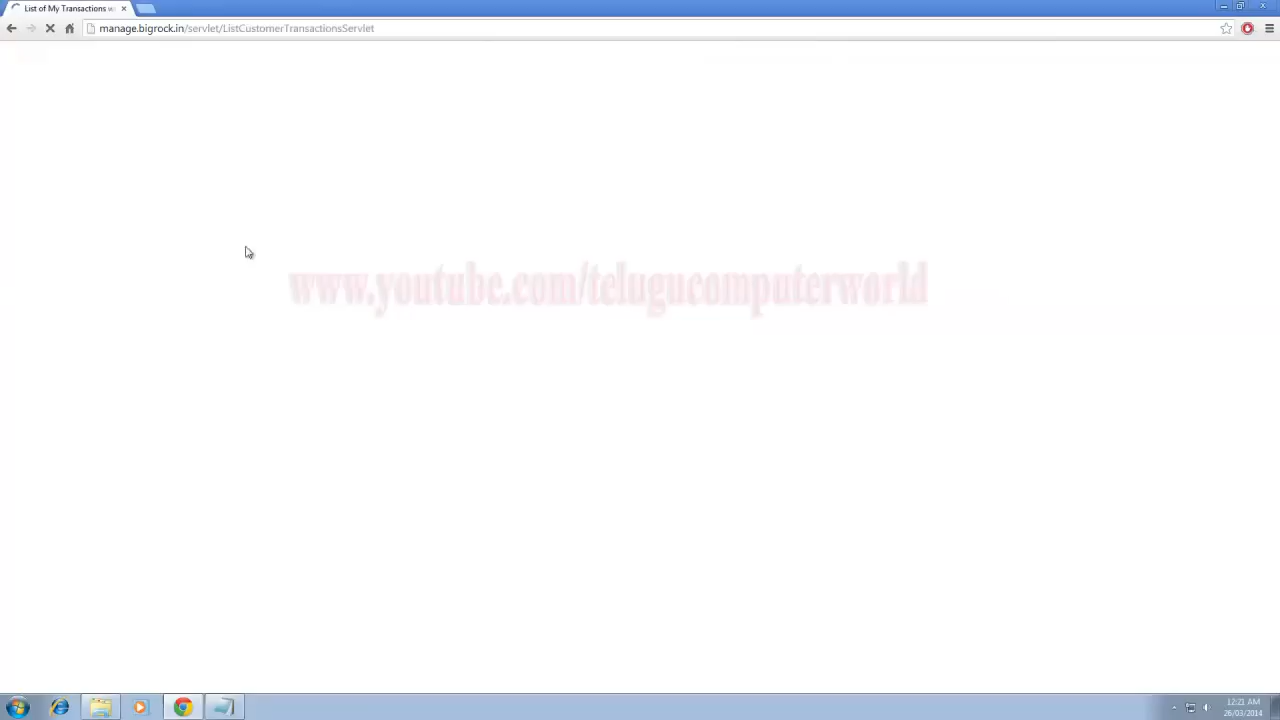 List of My Transactions w
manage.bigrock.in/servlet/ListCustomerTransactionsServlet
www.youtube.com/telugucomputerworld
12:21 AM
26/03/2014